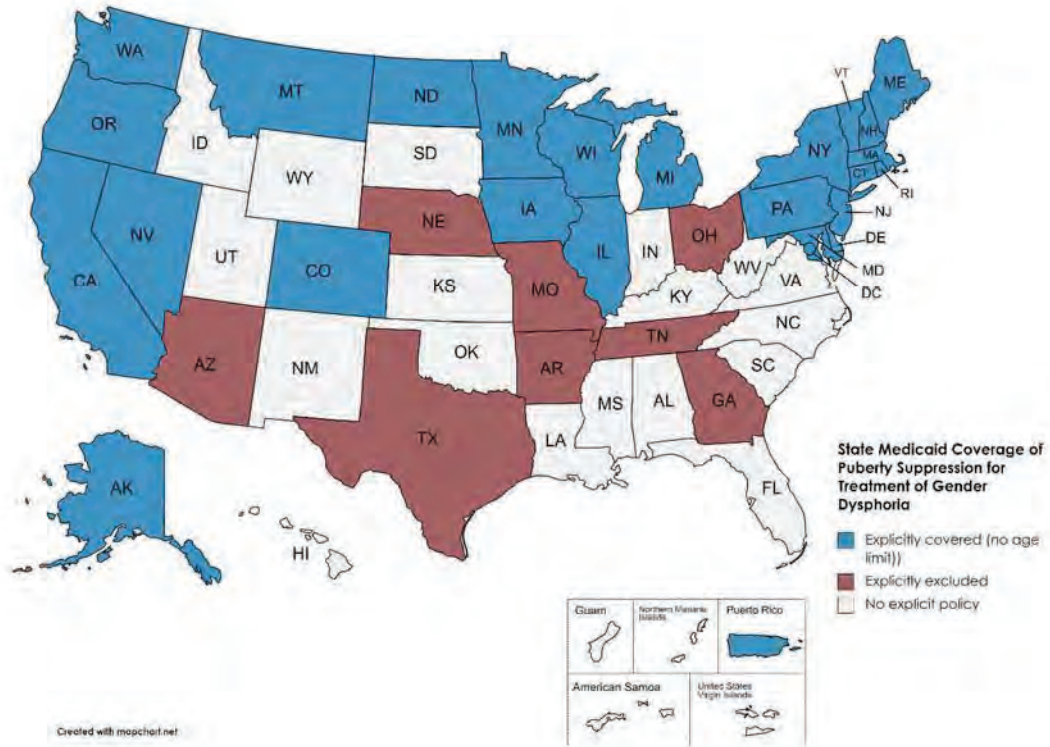 WA
MT
ND
MN
VT
ME
OR
ID
SD
WI
NY
NH
MA
WY
MI
CT
RI
IA
PA
NJ
NE
OH
NV
UT
IL
IN
DE
CA
CO
WV
MD
KS
MO
KY
VA
DC
NC
TN
AZ
NM
OK
AR
SC
MS
AL
GA
TX
LA
State Medicaid Coverage of
Puberty Suppression for
Treatment of Gender
Dysphoria
FL
AK
Explicitly covered (no age
limit))
HI
Explicitly excluded
No explicit policy
Guam
Northern Mariana
Islands
Puerto Rico
American Samoa
United States
Virgin Islands
Created with mapchart.net